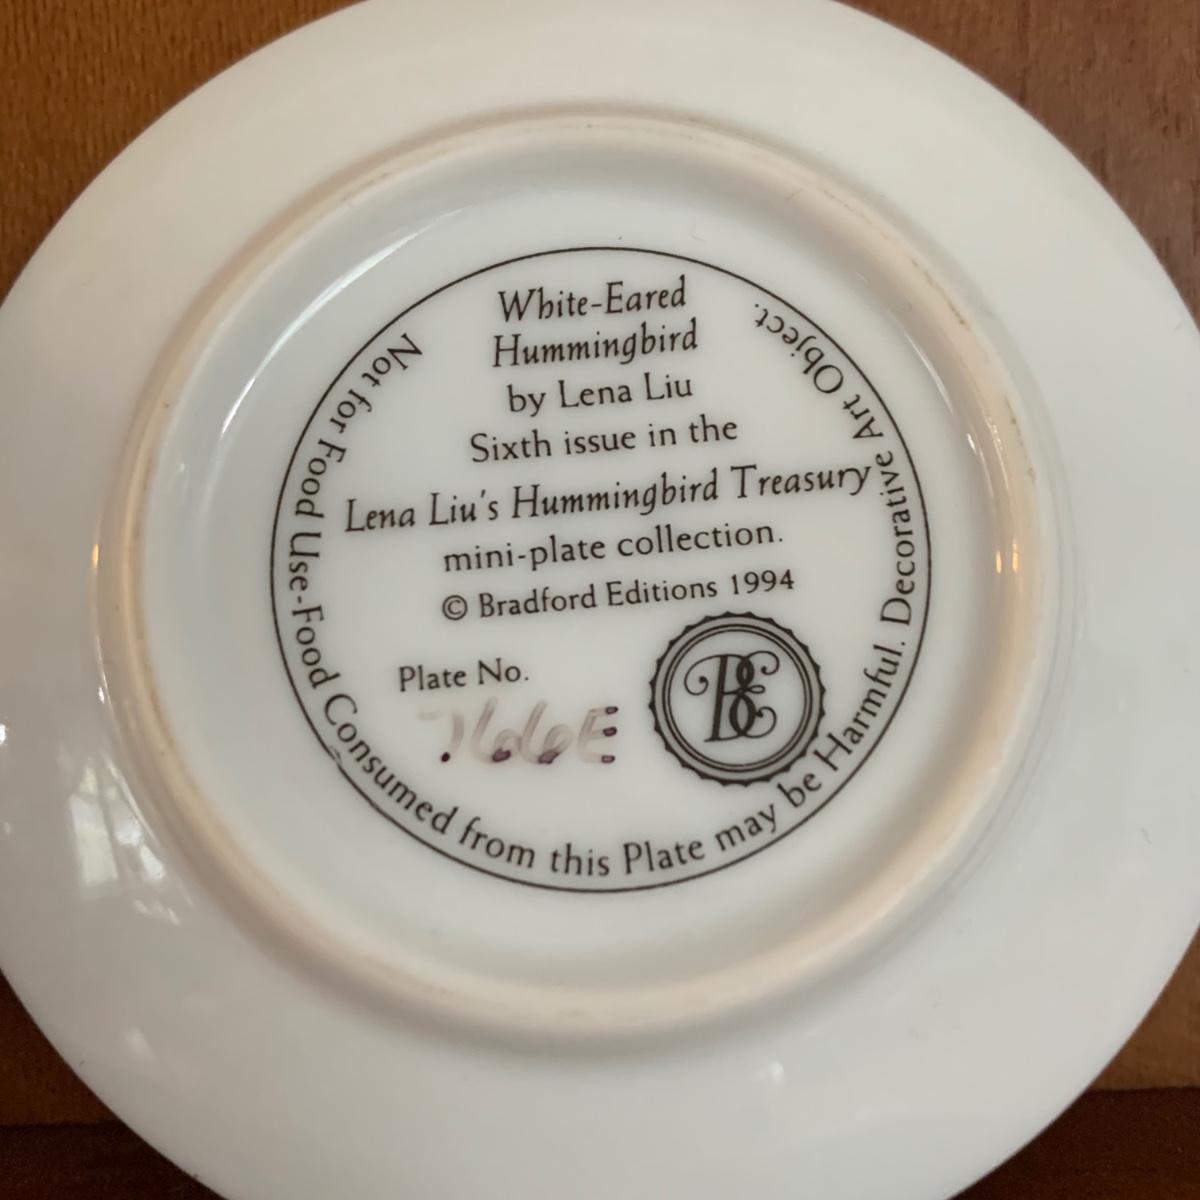 White-Eared
Hummingbird
by Lena Liu
Sixth issue in the
Lena Liu's Hummingbird Treasury
mini-plate collection.
© Bradford Editions 1994
Plate No.
7660E
BE
Not for Food Use-Food Consumed from this Plate may be Harmful. Decorative Art Object.